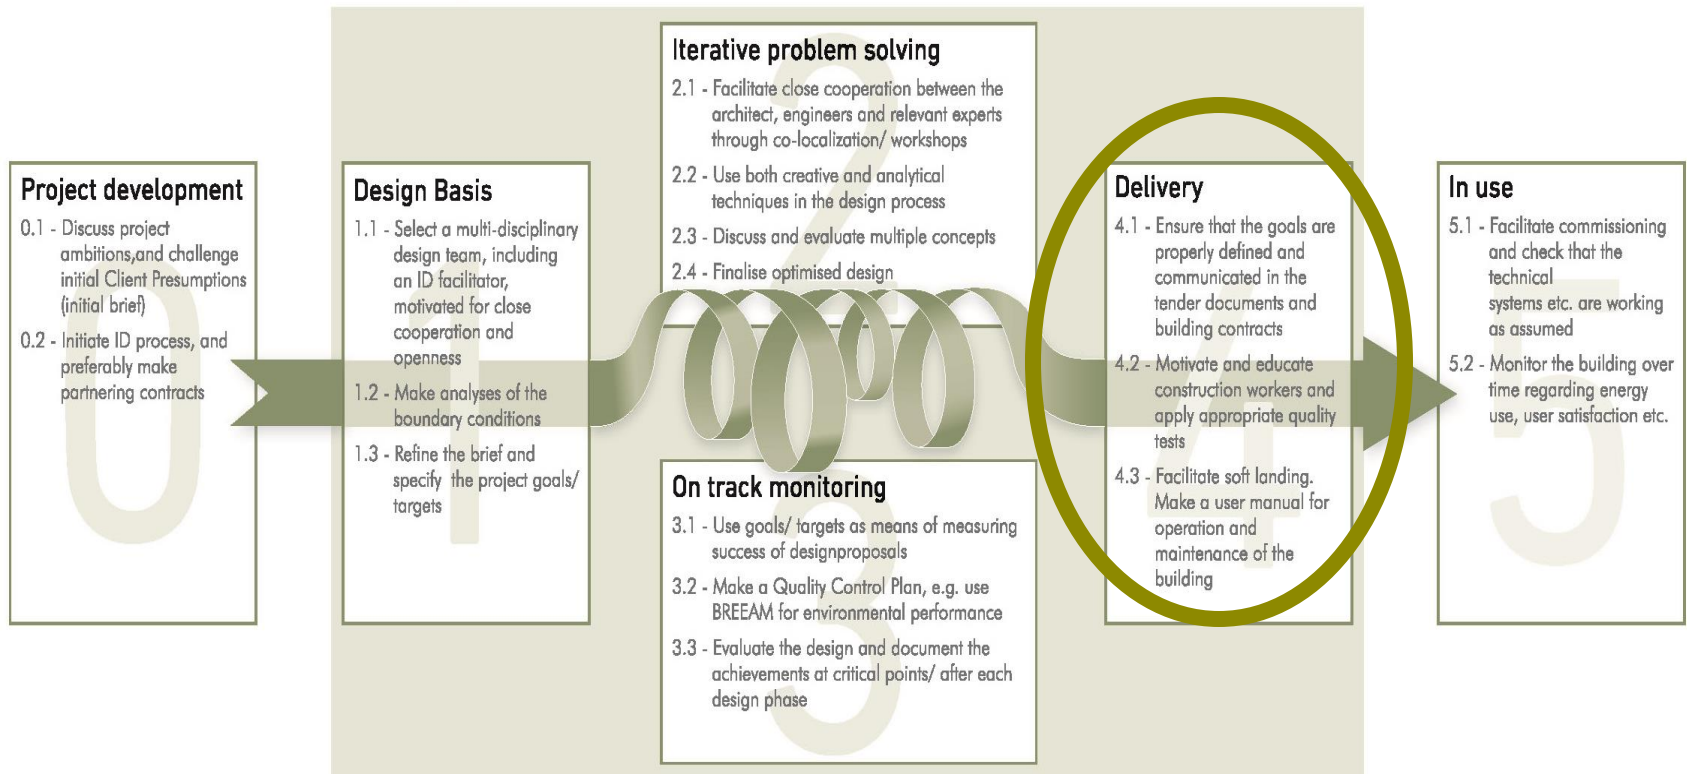 Project development
0.1 - Discuss project
ambitions,and challenge
initial Client Presumptions
(initial brief)
0.2 - Initiate ID process, and
preferably make
partnering contracts
0
Design Basis
1.1 - Select a multi-disciplinary
design team, including
an ID facilitator,
motivated for close
cooperation and
openness
1.2 - Make analyses of the
boundary conditions
1.3 - Refine the brief and
specify the project goals/
targets
1
Iterative problem solving
2.1 - Facilitate close cooperation between the
architect, engineers and relevant experts
through co-localization/ workshops
2.2 - Use both creative and analytical
techniques in the design process
2.3 - Discuss and evaluate multiple concepts
2.4 - Finalise optimised design
2
On track monitoring
3.1 - Use goals/ targets as means of measuring
success of designproposals
3.2 - Make a Quality Control Plan, e.g. use
BREEAM for environmental performance
3.3 - Evaluate the design and document the
achievements at critical points/ after each
design phase
3
Delivery
4.1 - Ensure that the goals are
properly defined and
communicated in the
tender documents and
building contracts
4.2 - Motivate and educate
construction workers and
apply appropriate quality
tests
4.3 - Facilitate soft landing.
Make a user manual for
operation and
maintenance of the
building
4
In use
5.1 - Facilitate commissioning
and check that the
technical
systems etc. are working
as assumed
5.2 - Monitor the building over
time regarding energy
use, user satisfaction etc.
5